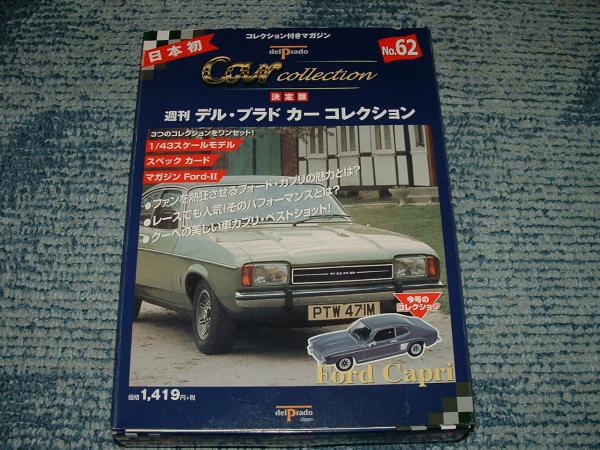 コレクション付きマガジン
日本初
delPrado
No.62
Car collection
決定版
週刊 デル・プラド カー コレクション
3つのコレクションをワンセット!
1/43スケールモデル
スペック カード
マガジン Ford-II
● ファンを熱狂させるフォード・カプリの魅力とは?
● レースでも人気!そのパフォーマンスとは?
● クーペの美しい車カプリ・ベストショット!
FORD
PTW 471M
今号の
コレクション
Ford Capri
価格 1,419円+税
delPrado
Japan